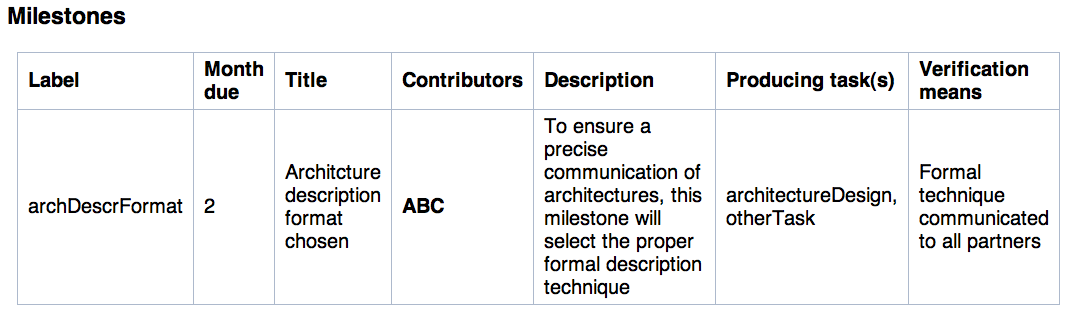 Milestones
Label
Month
due
Title
Contributors
Description
Producing task(s)
Verification
means
archDescrFormat
2
Architcture
description
format
chosen
ABC
To ensure a
precise
communication of
architectures, this
milestone will
select the proper
formal description
technique
architectureDesign,
otherTask
Formal
technique
communicated
to all partners